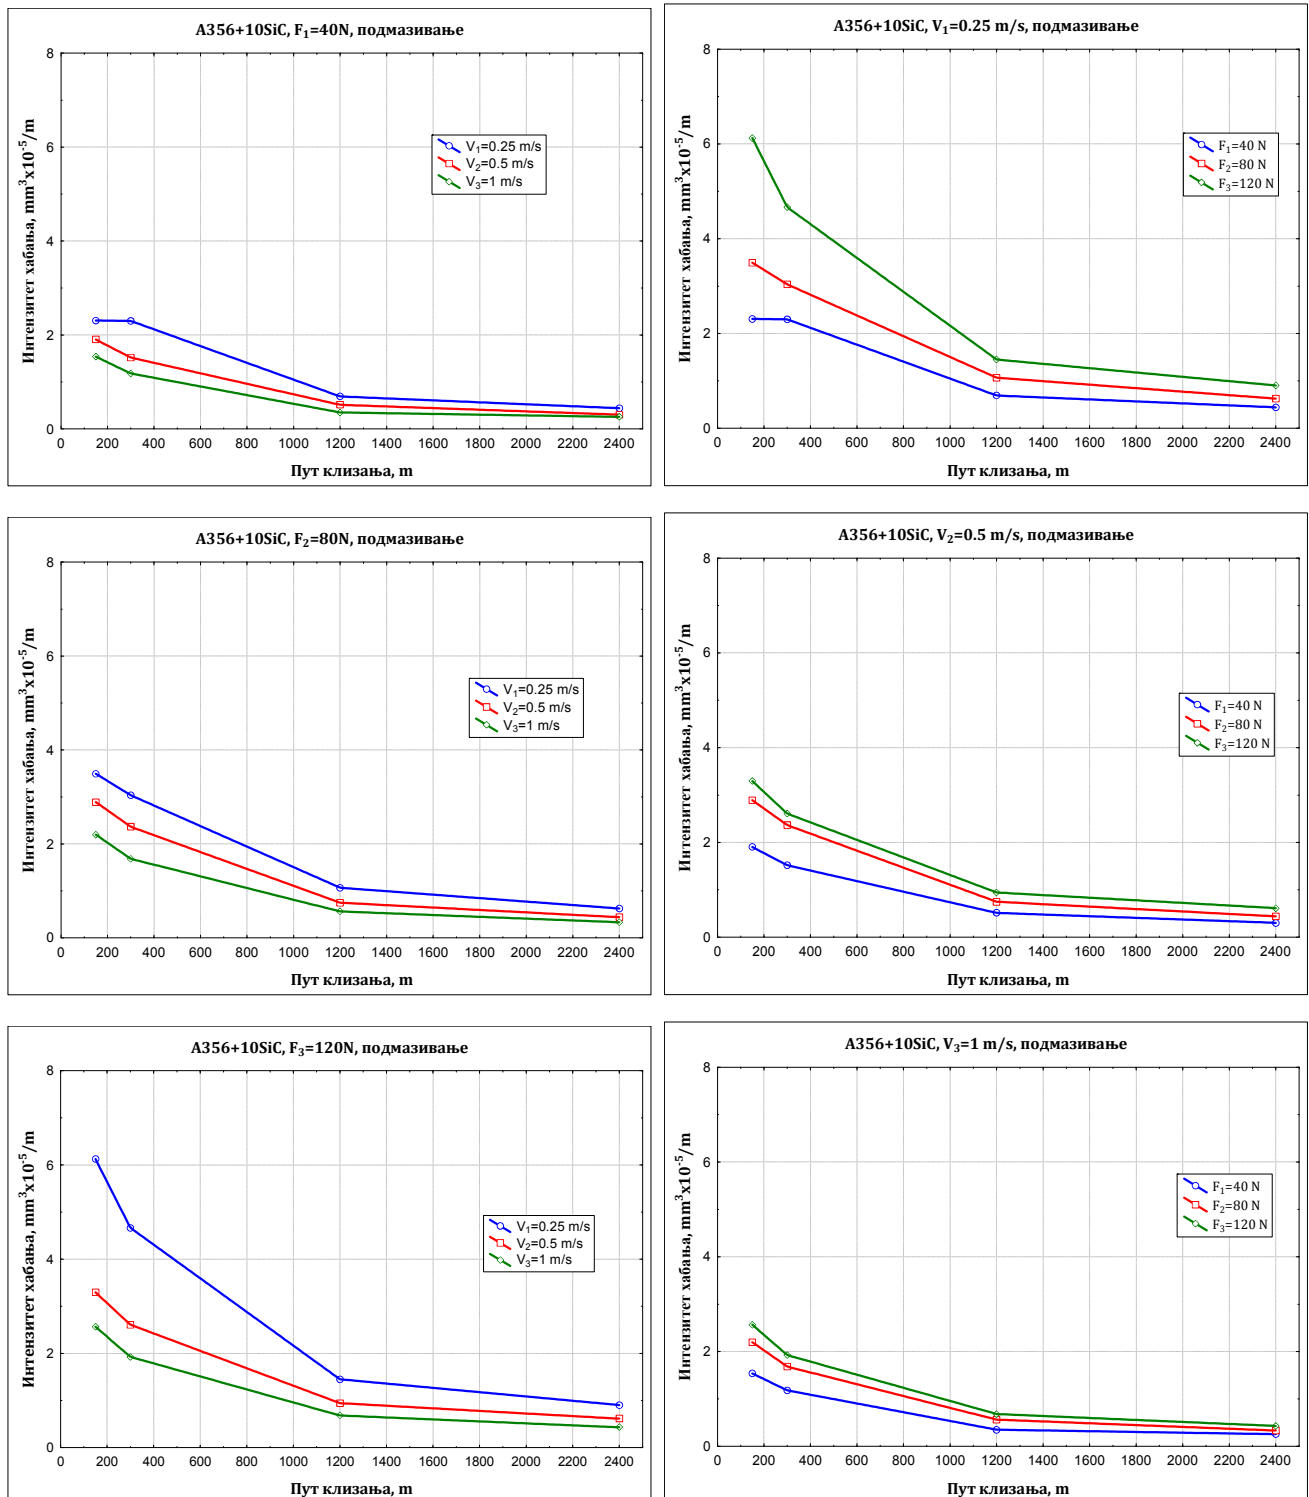 A356+10SiC, F₁=40N, подмазивање
Интензитет хабања, mm³x10⁻⁵/m
8
6
4
2
0
V₁=0.25 m/s
V₂=0.5 m/s
V₃=1 m/s
0 200 400 600 800 1000 1200 1400 1600 1800 2000 2200 2400
Пут клизања, m
A356+10SiC, V₁=0.25 m/s, подмазивање
Интензитет хабања, mm³x10⁻⁵/m
8
6
4
2
0
F₁=40 N
F₂=80 N
F₃=120 N
0 200 400 600 800 1000 1200 1400 1600 1800 2000 2200 2400
Пут клизања, m
A356+10SiC, F₂=80N, подмазивање
Интензитет хабања, mm³x10⁻⁵/m
8
6
4
2
0
V₁=0.25 m/s
V₂=0.5 m/s
V₃=1 m/s
0 200 400 600 800 1000 1200 1400 1600 1800 2000 2200 2400
Пут клизања, m
A356+10SiC, V₂=0.5 m/s, подмазивање
Интензитет хабања, mm³x10⁻⁵/m
8
6
4
2
0
F₁=40 N
F₂=80 N
F₃=120 N
0 200 400 600 800 1000 1200 1400 1600 1800 2000 2200 2400
Пут клизања, m
A356+10SiC, F₃=120N, подмазивање
Интензитет хабања, mm³x10⁻⁵/m
8
6
4
2
0
V₁=0.25 m/s
V₂=0.5 m/s
V₃=1 m/s
0 200 400 600 800 1000 1200 1400 1600 1800 2000 2200 2400
Пут клизања, m
A356+10SiC, V₃=1 m/s, подмазивање
Интензитет хабања, mm³x10⁻⁵/m
8
6
4
2
0
F₁=40 N
F₂=80 N
F₃=120 N
0 200 400 600 800 1000 1200 1400 1600 1800 2000 2200 2400
Пут клизања, m